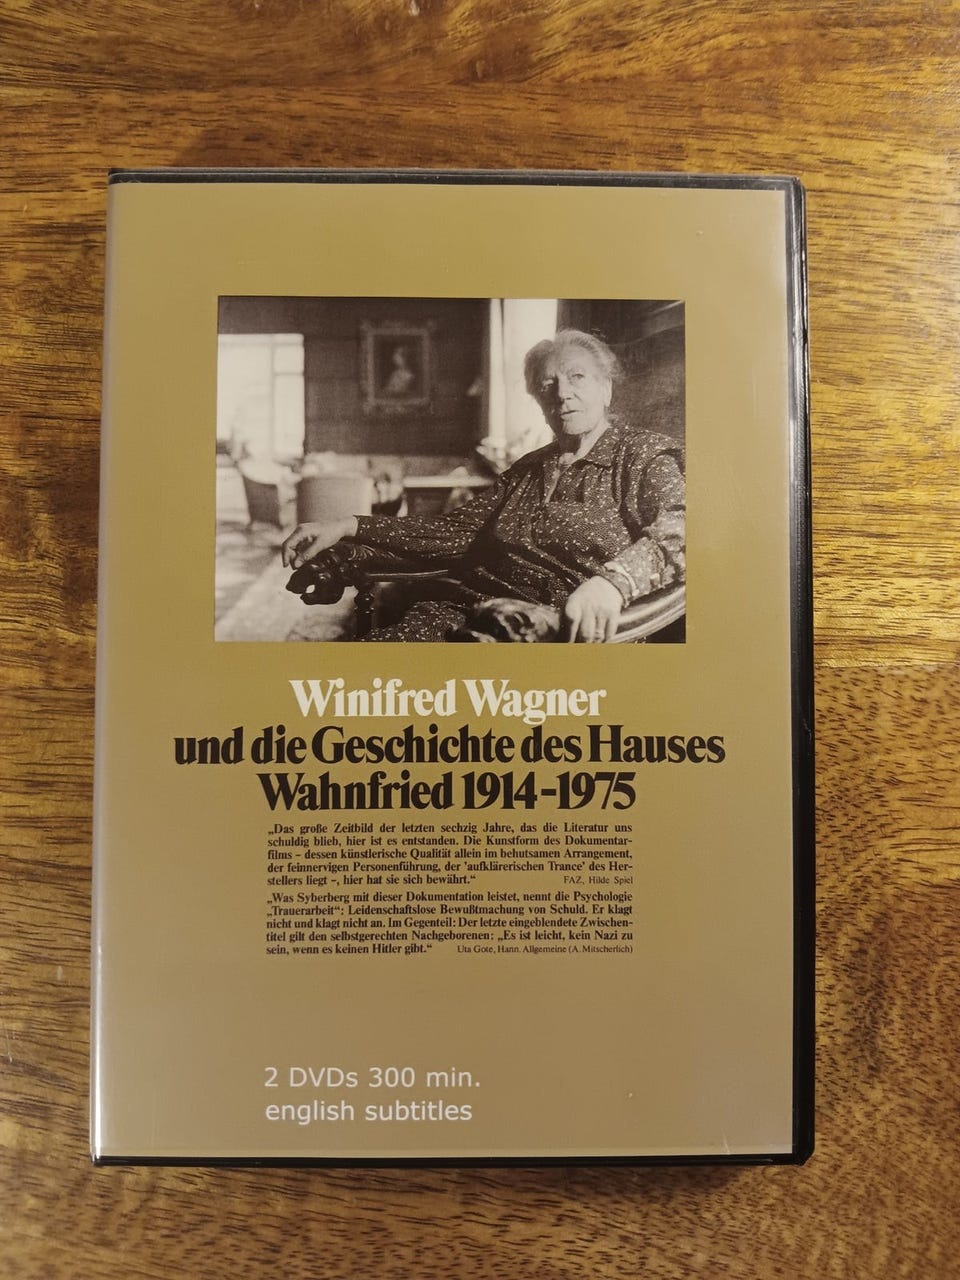 Winifred Wagner
und die Geschichte des Hauses
Wahnfried 1914-1975
„Das große Zeitbild der letzten sechzig Jahre, das die Literatur uns
schuldig blieb, hier ist es entstanden. Die Kunstform des Dokumentar-
films – dessen künstlerische Qualität allein im behutsamen Arrangement,
der feinnervigen Personenführung, der 'aufklärerischen Trance' des Her-
stellers liegt –, hier hat sie sich bewährt.“ FAZ, Hilde Spiel
„Was Syberberg mit dieser Dokumentation leistet, nennt die Psychologie
„Trauerarbeit“: Leidenschaftslose Bewußtmachung von Schuld. Er klagt
nicht und klagt nicht an. Im Gegenteil: Der letzte eingeblendete Zwischen-
titel gilt den selbstgerechten Nachgeborenen: „Es ist leicht, kein Nazi zu
sein, wenn es keinen Hitler gibt.“ Uta Gote, Hann. Allgemeine (A. Mitscherlich)
2 DVDs 300 min.
english subtitles